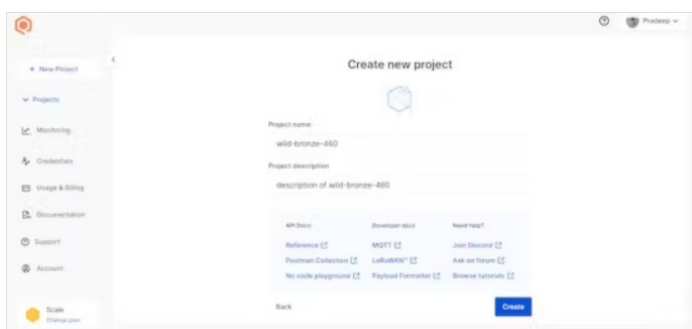 Pradeep
+ New Project
Create new project
Projects
Project name
Monitoring
wild-bronze-460
Credentials
Project description
Usage & Billing
description of wild-bronze-460
Documentation
API Docs
Developer docs
Need help?
Support
Reference
MQTT
Join Discord
Postman Collection
LoRaWAN™
Ask on forum
Account
No code playground
Payload Formatter
Browse tutorials
Scale
Change plan
Back
Create